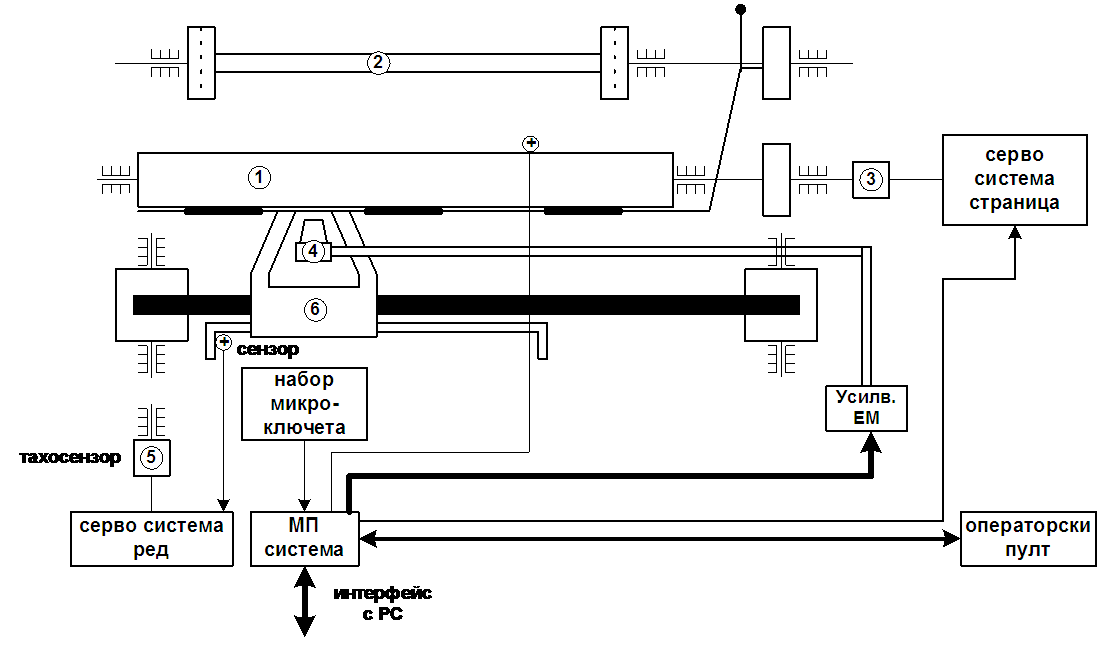 2
+
1
3
серво
система
страница
4
6
+
сензор
набор
микро-
ключета
Усилв.
ЕМ
тахосензор
5
серво система
ред
МП
система
операторски
пулт
интерфейс
с PC